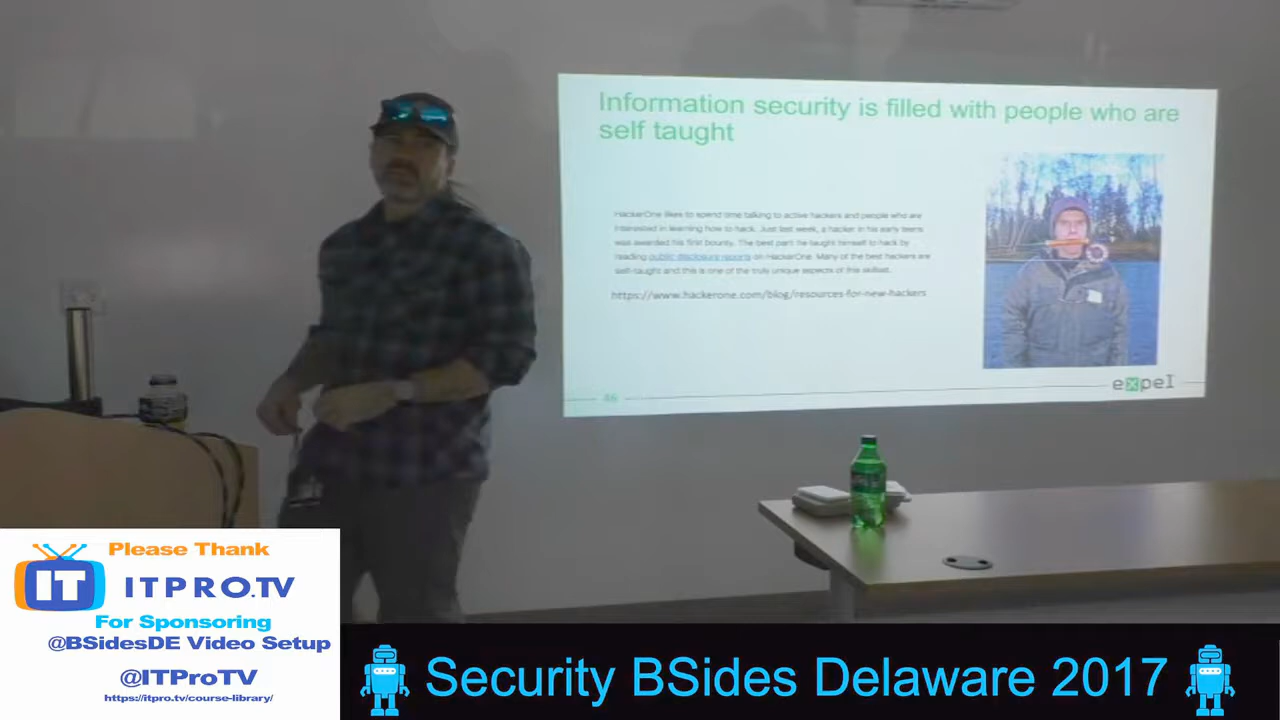 Information security is filled with people who are
self taught
HackerOne likes to spend time talking to active hackers and people who are
interested in learning how to hack. Just last week, a hacker in his early teens
was awarded his first bounty. The best part: he taught himself to hack by
reading public disclosure reports on HackerOne. Many of the best hackers are
self-taught and this is one of the truly unique aspects of this skillset.
https://www.hackerone.com/blog/resources-for-new-hackers
46
expel
Please Thank
IT
ITPRO.TV
For Sponsoring
@BSidesDE Video Setup
@ITProTV
https://itpro.tv/course-library/
Security BSides Delaware 2017